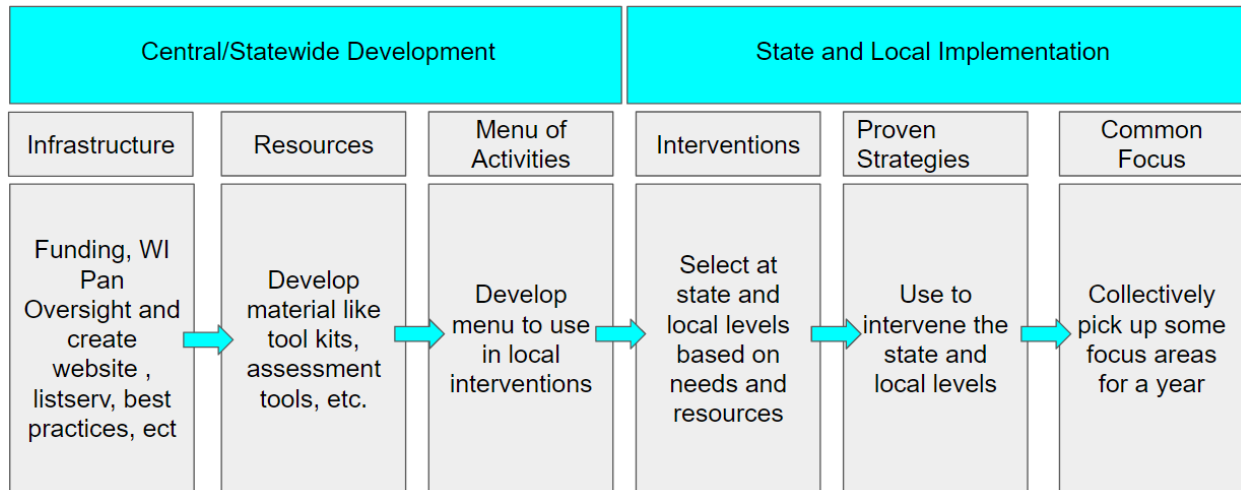 Central/Statewide Development
State and Local Implementation
Infrastructure
Resources
Menu of
Activities
Interventions
Proven
Strategies
Common
Focus
Funding, WI
Pan
Oversight and
create
website ,
listserv, best
practices, ect
Develop
material like
tool kits,
assessment
tools, etc.
Develop
menu to use
in local
interventions
Select at
state and
local levels
based on
needs and
resources
Use to
intervene the
state and
local levels
Collectively
pick up some
focus areas
for a year